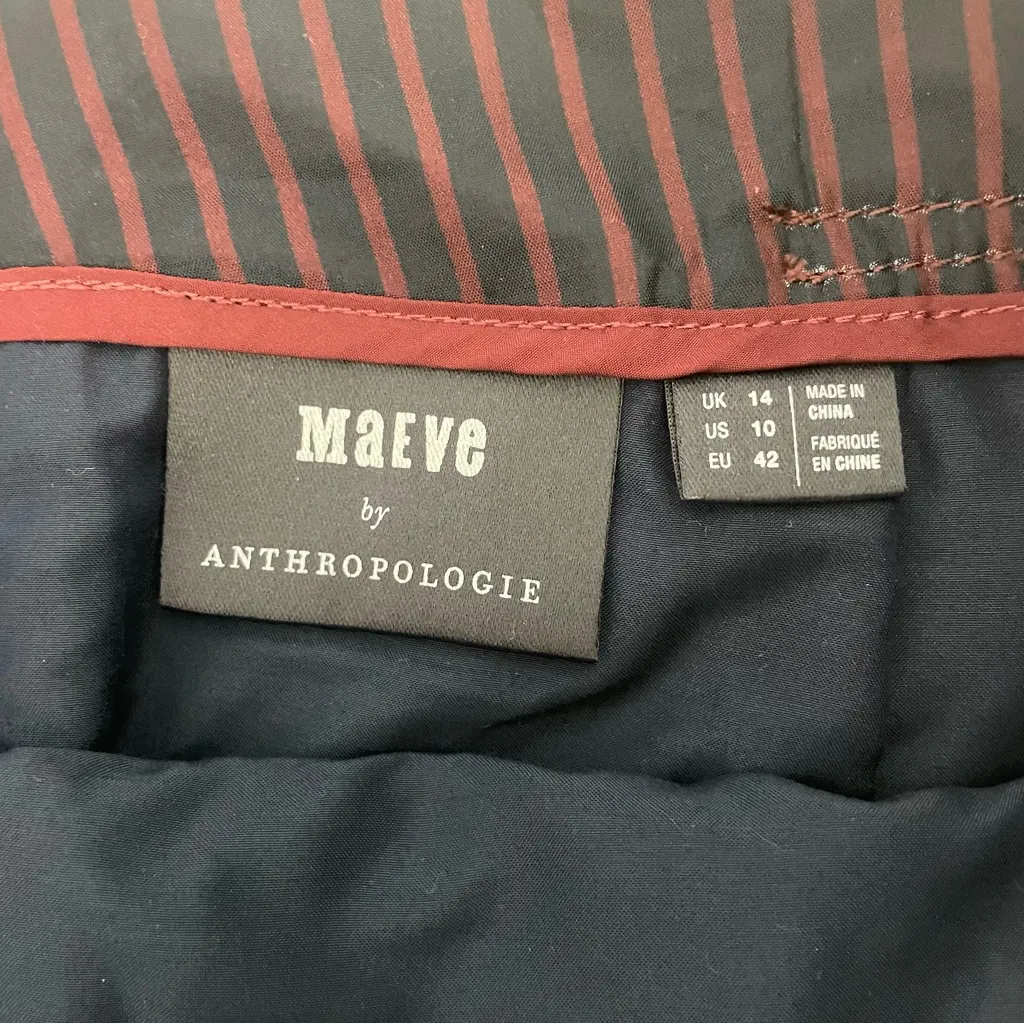 MaEVe
by
ANTHROPOLOGIE
UK 14
US 10
EU 42
MADE IN
CHINA
FABRIQUÉ
EN CHINE